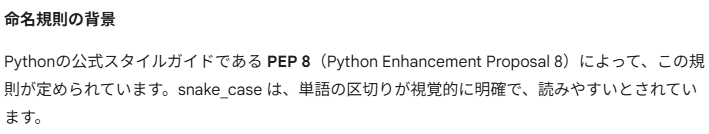 命名規則の背景
Pythonの公式スタイルガイドである PEP 8（Python Enhancement Proposal 8）によって、この規
則が定められています。snake_case は、単語の区切りが視覚的に明確で、読みやすいとされてい
ます。